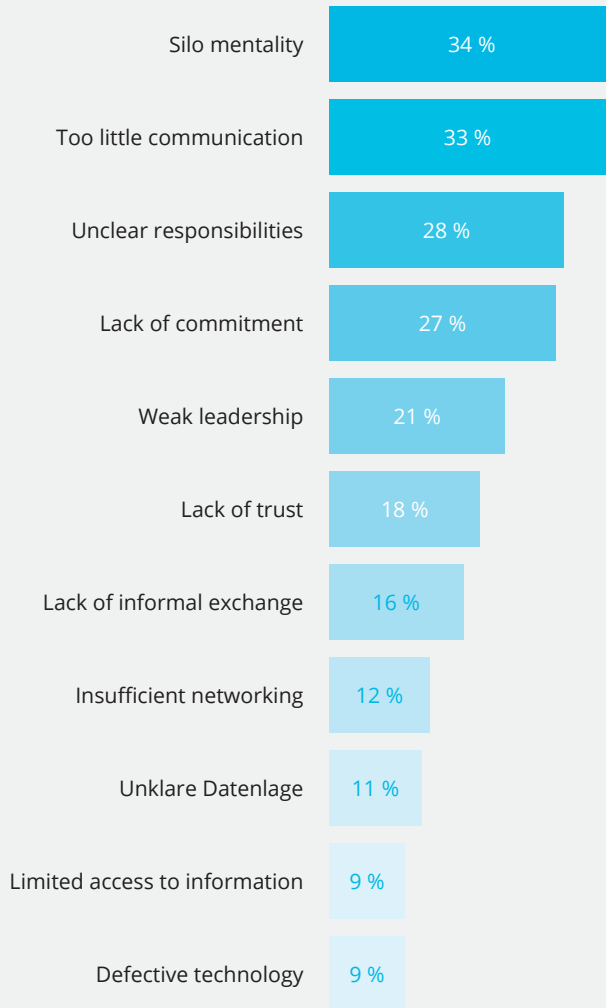 Silo mentality 34 %
Too little communication 33 %
Unclear responsibilities 28 %
Lack of commitment 27 %
Weak leadership 21 %
Lack of trust 18 %
Lack of informal exchange 16 %
Insufficient networking 12 %
Unklare Datenlage 11 %
Limited access to information 9 %
Defective technology 9 %